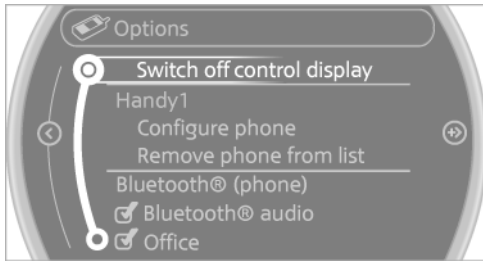 Options
Switch off control display
Handy1
Configure phone
Remove phone from list
Bluetooth® (phone)
Bluetooth® audio
Office